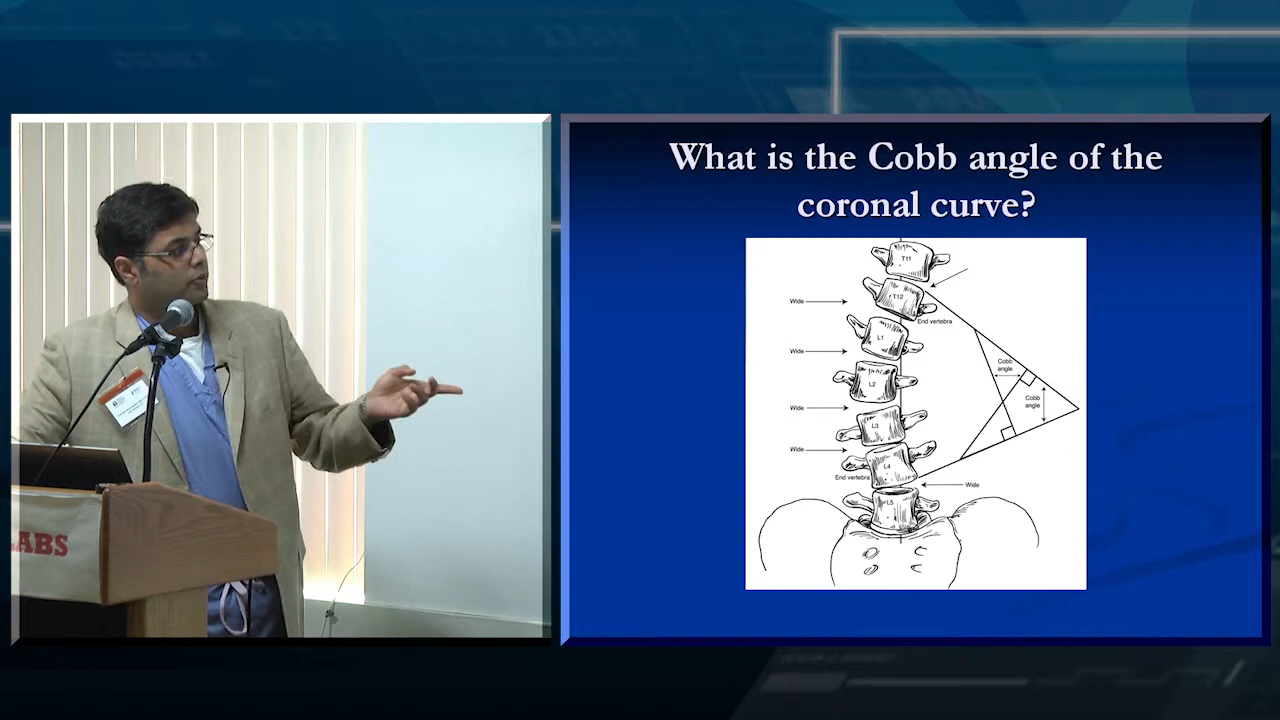 What is the Cobb angle of the
coronal curve?
T11
Wide
T12
End vertebra
Wide
L1
Cobb
angle
L2
Cobb
angle
Wide
L3
Wide
L4
End vertebra
Wide
L5
ABS